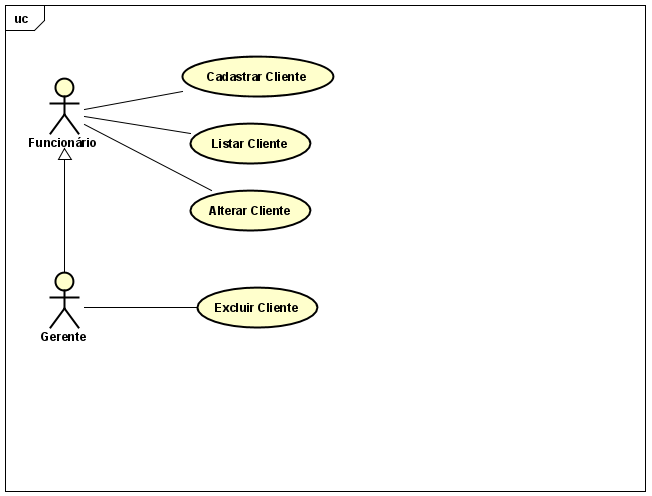 uc
Cadastrar Cliente
Funcionário
Listar Cliente
Alterar Cliente
Excluir Cliente
Gerente